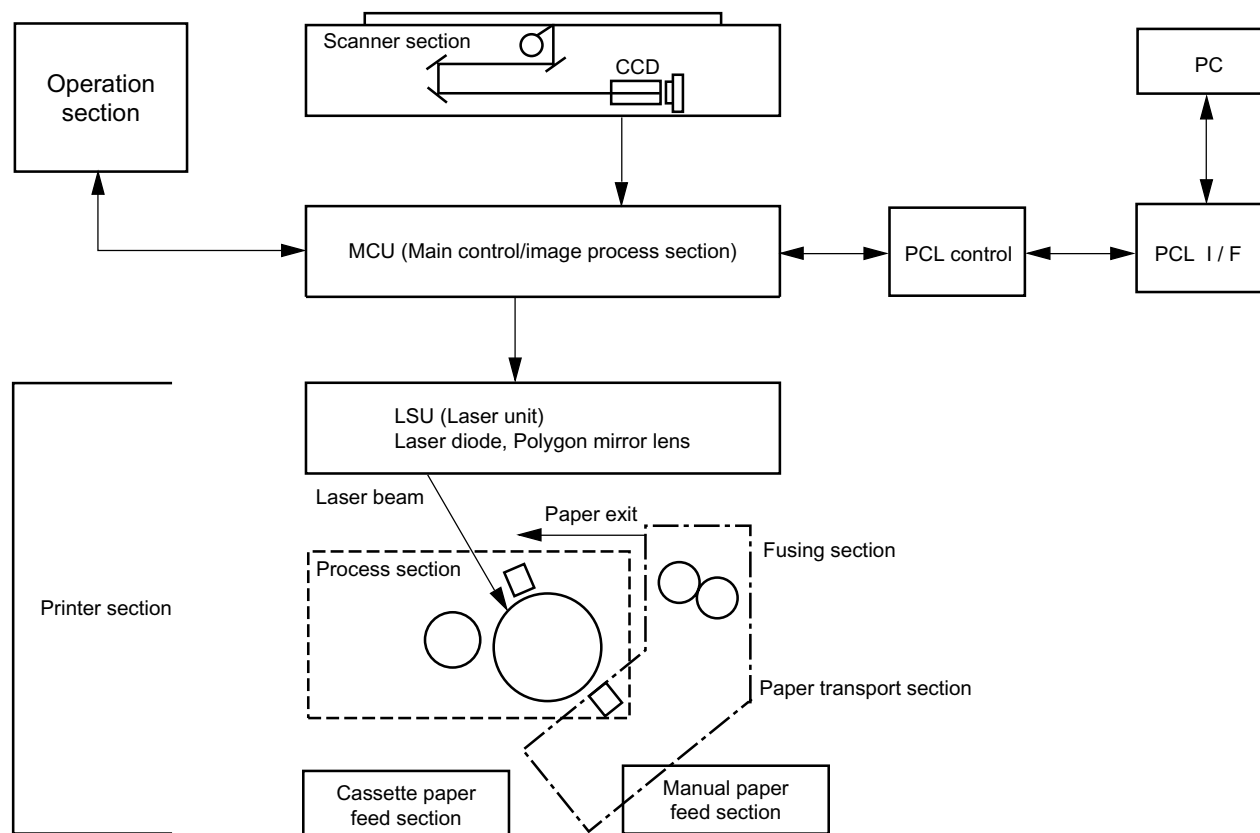 Scanner section
CCD
Operation
section
PC
MCU (Main control/image process section)
PCL control
PCL I / F
LSU (Laser unit)
Laser diode, Polygon mirror lens
Laser beam
Paper exit
Fusing section
Process section
Printer section
Paper transport section
Cassette paper
feed section
Manual paper
feed section